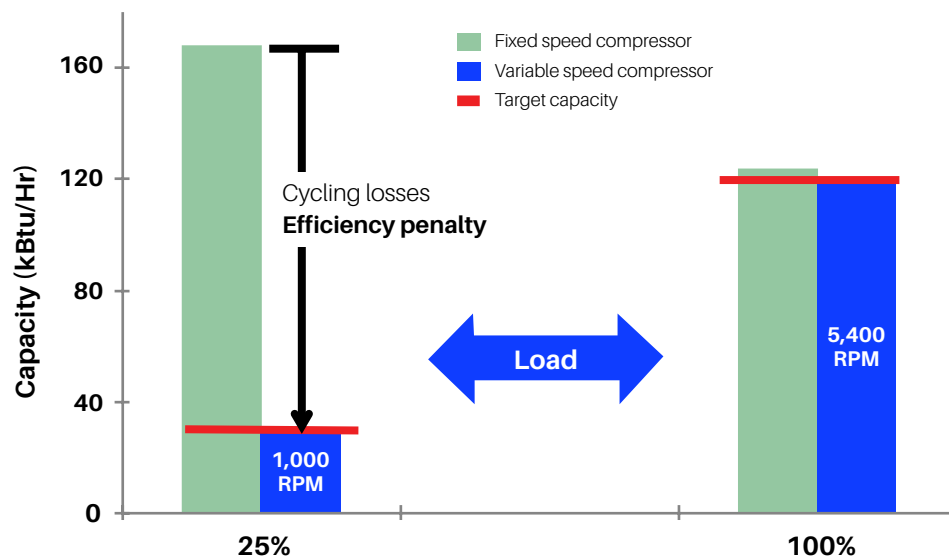 Capacity (kBtu/Hr)
160
120
80
40
0
Fixed speed compressor
Variable speed compressor
Target capacity
Cycling losses
Efficiency penalty
Load
1,000
RPM
5,400
RPM
25%
100%